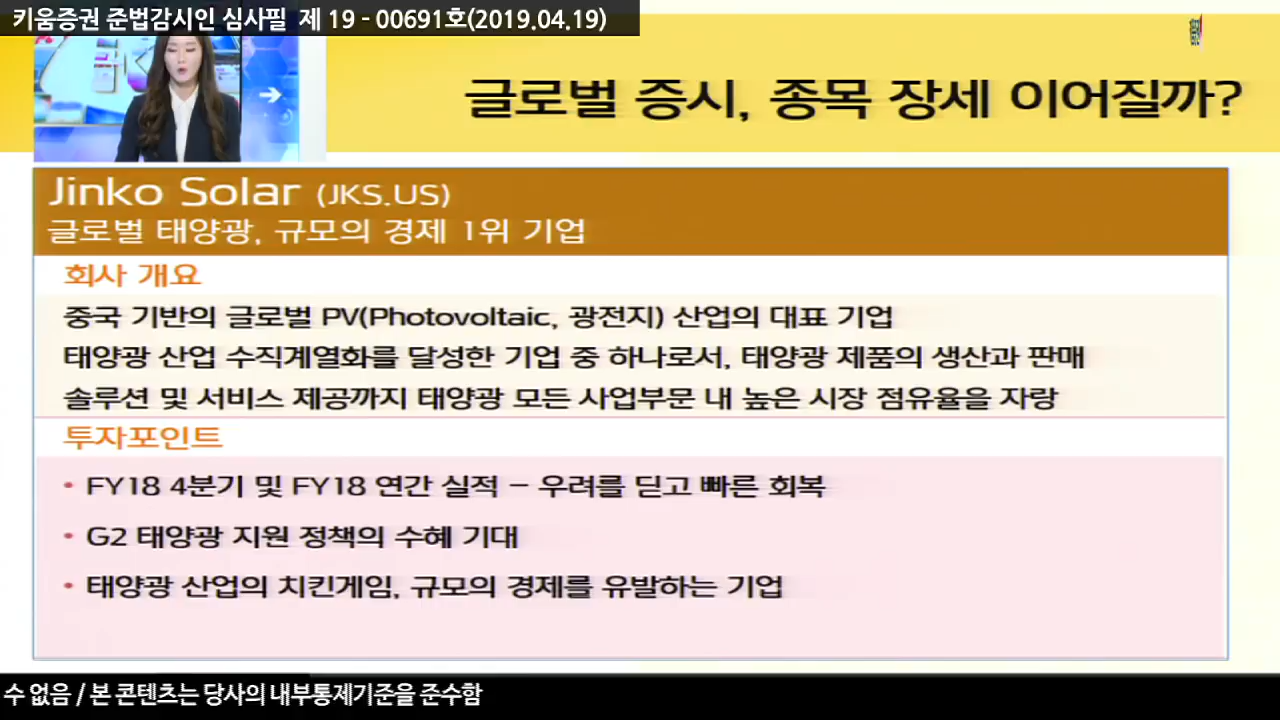 키움증권 준법감시인 심사필 제 19 - 00691호(2019.04.19)
글로벌 증시, 종목 장세 이어질까?
Jinko Solar (JKS.US)
글로벌 태양광, 규모의 경제 1위 기업
회사 개요
중국 기반의 글로벌 PV(Photovoltaic, 광전지) 산업의 대표 기업
태양광 산업 수직계열화를 달성한 기업 중 하나로서, 태양광 제품의 생산과 판매
솔루션 및 서비스 제공까지 태양광 모든 사업부문 내 높은 시장 점유율을 자랑
투자포인트
• FY18 4분기 및 FY18 연간 실적 – 우려를 딛고 빠른 회복
• G2 태양광 지원 정책의 수혜 기대
• 태양광 산업의 치킨게임, 규모의 경제를 유발하는 기업
수 없음 / 본 콘텐츠는 당사의 내부통제기준을 준수함